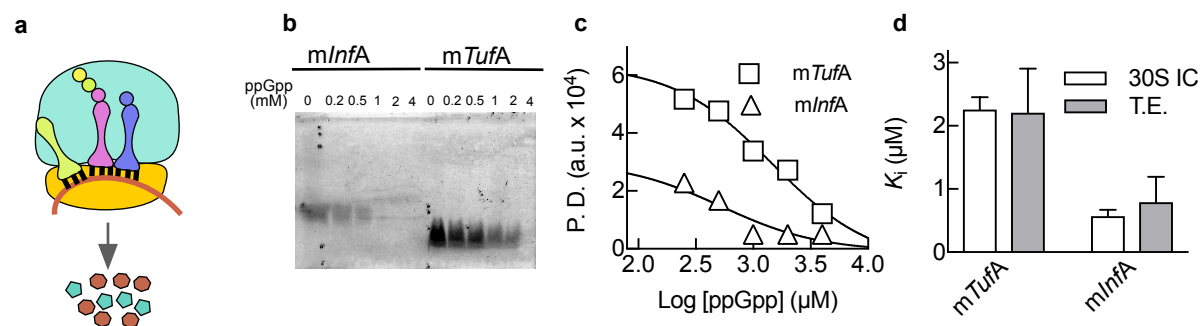 a
b
mInfA mTufA
ppGpp
(mM)
0 0.2 0.5 1 2 4 0 0.2 0.5 1 2 4
c
P. D. (a.u. x 10⁴)
6
4
2
0
mTufA
mInfA
2.0 2.5 3.0 3.5 4.0
Log [ppGpp] (µM)
d
Kᵢ (µM)
3
2
1
0
30S IC
T.E.
mTufA
mInfA